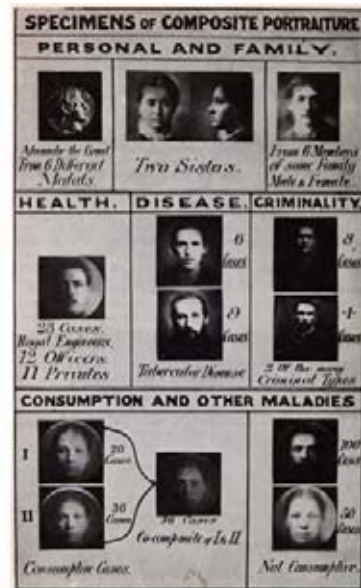 SPECIMENS OF COMPOSITE PORTRAITURE
PERSONAL AND FAMILY.
Alexander the Great
From 6 Different
Medals.
Two Sisters.
From 6 Members
of same Family
Male & Female.
HEALTH.
23 Cases.
Royal Engineers.
12 Officers.
11 Privates
DISEASE.
6
Cases
9
Cases
Tubercular Disease
CRIMINALITY.
8
Cases
4
Cases
2 Of the many
Criminal Types
CONSUMPTION AND OTHER MALADIES
I
20
Cases
II
36
Cases
56 Cases
Co-composite of I & II
Consumptive Cases.
100
Cases
50
Cases
Not Consumptive.